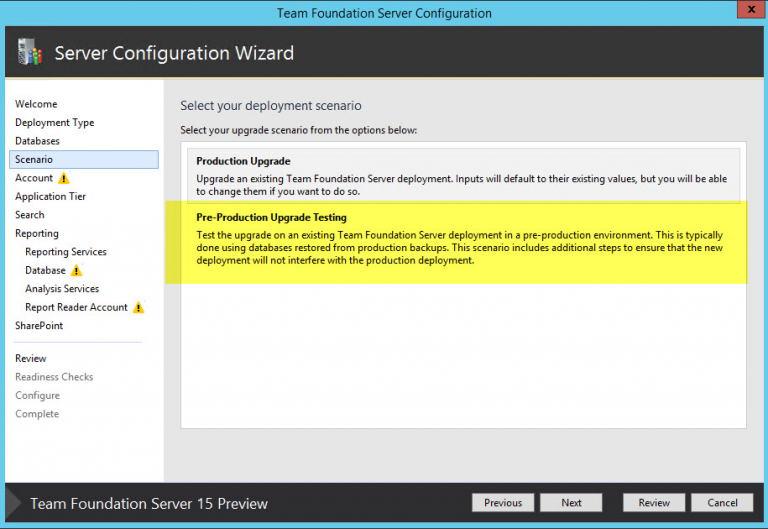 Team Foundation Server Configuration
x
Server Configuration Wizard
Welcome
Deployment Type
Databases
Scenario
Account
Application Tier
Search
Reporting
Reporting Services
Database
Analysis Services
Report Reader Account
SharePoint
Review
Readiness Checks
Configure
Complete
Select your deployment scenario
Select your upgrade scenario from the options below:
Production Upgrade
Upgrade an existing Team Foundation Server deployment. Inputs will default to their existing values, but you will be able
to change them if you want to do so.
Pre-Production Upgrade Testing
Test the upgrade on an existing Team Foundation Server deployment in a pre-production environment. This is typically
done using databases restored from production backups. This scenario includes additional steps to ensure that the new
deployment will not interfere with the production deployment.
Team Foundation Server 15 Preview
Previous
Next
Review
Cancel